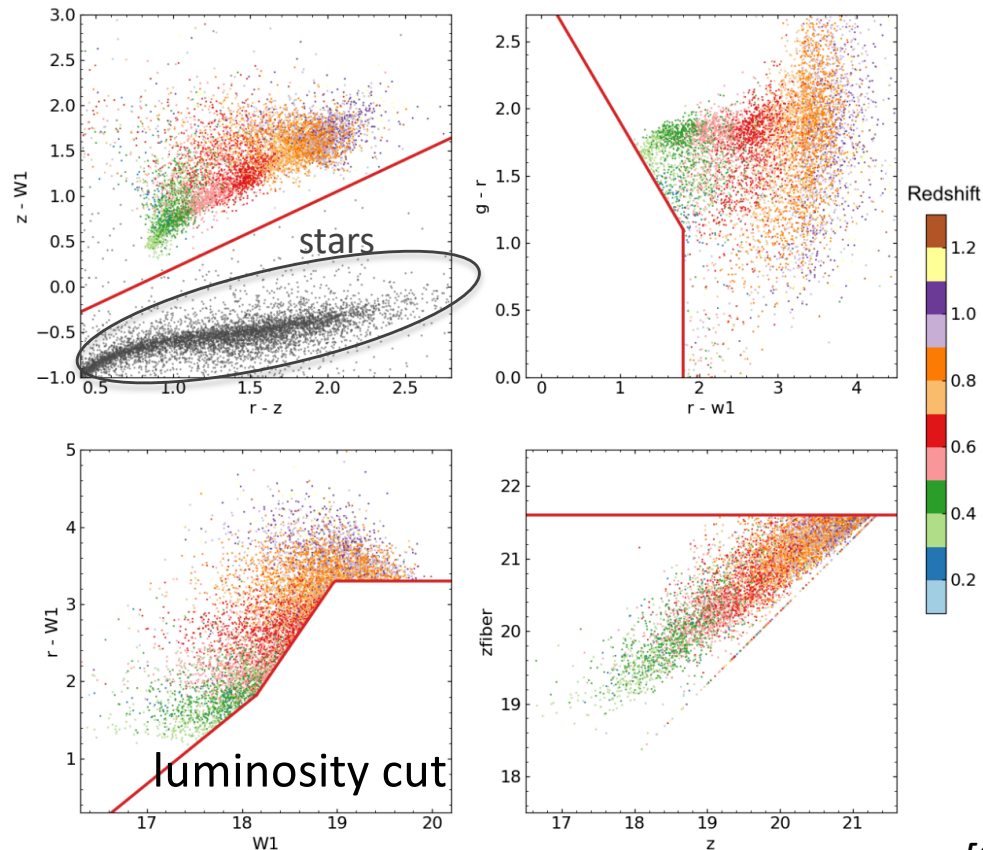 3.0
2.5
2.0
1.5
1.0
0.5
0.0
−0.5
−1.0
z - W1
stars
0.5 1.0 1.5 2.0 2.5
r - z
2.5
2.0
1.5
1.0
0.5
0.0
g - r
0 1 2 3 4
r - w1
Redshift
1.2
1.0
0.8
0.6
0.4
0.2
5
4
3
2
1
r - W1
luminosity cut
17 18 19 20
W1
22
21
20
19
18
zfiber
17 18 19 20 21
z